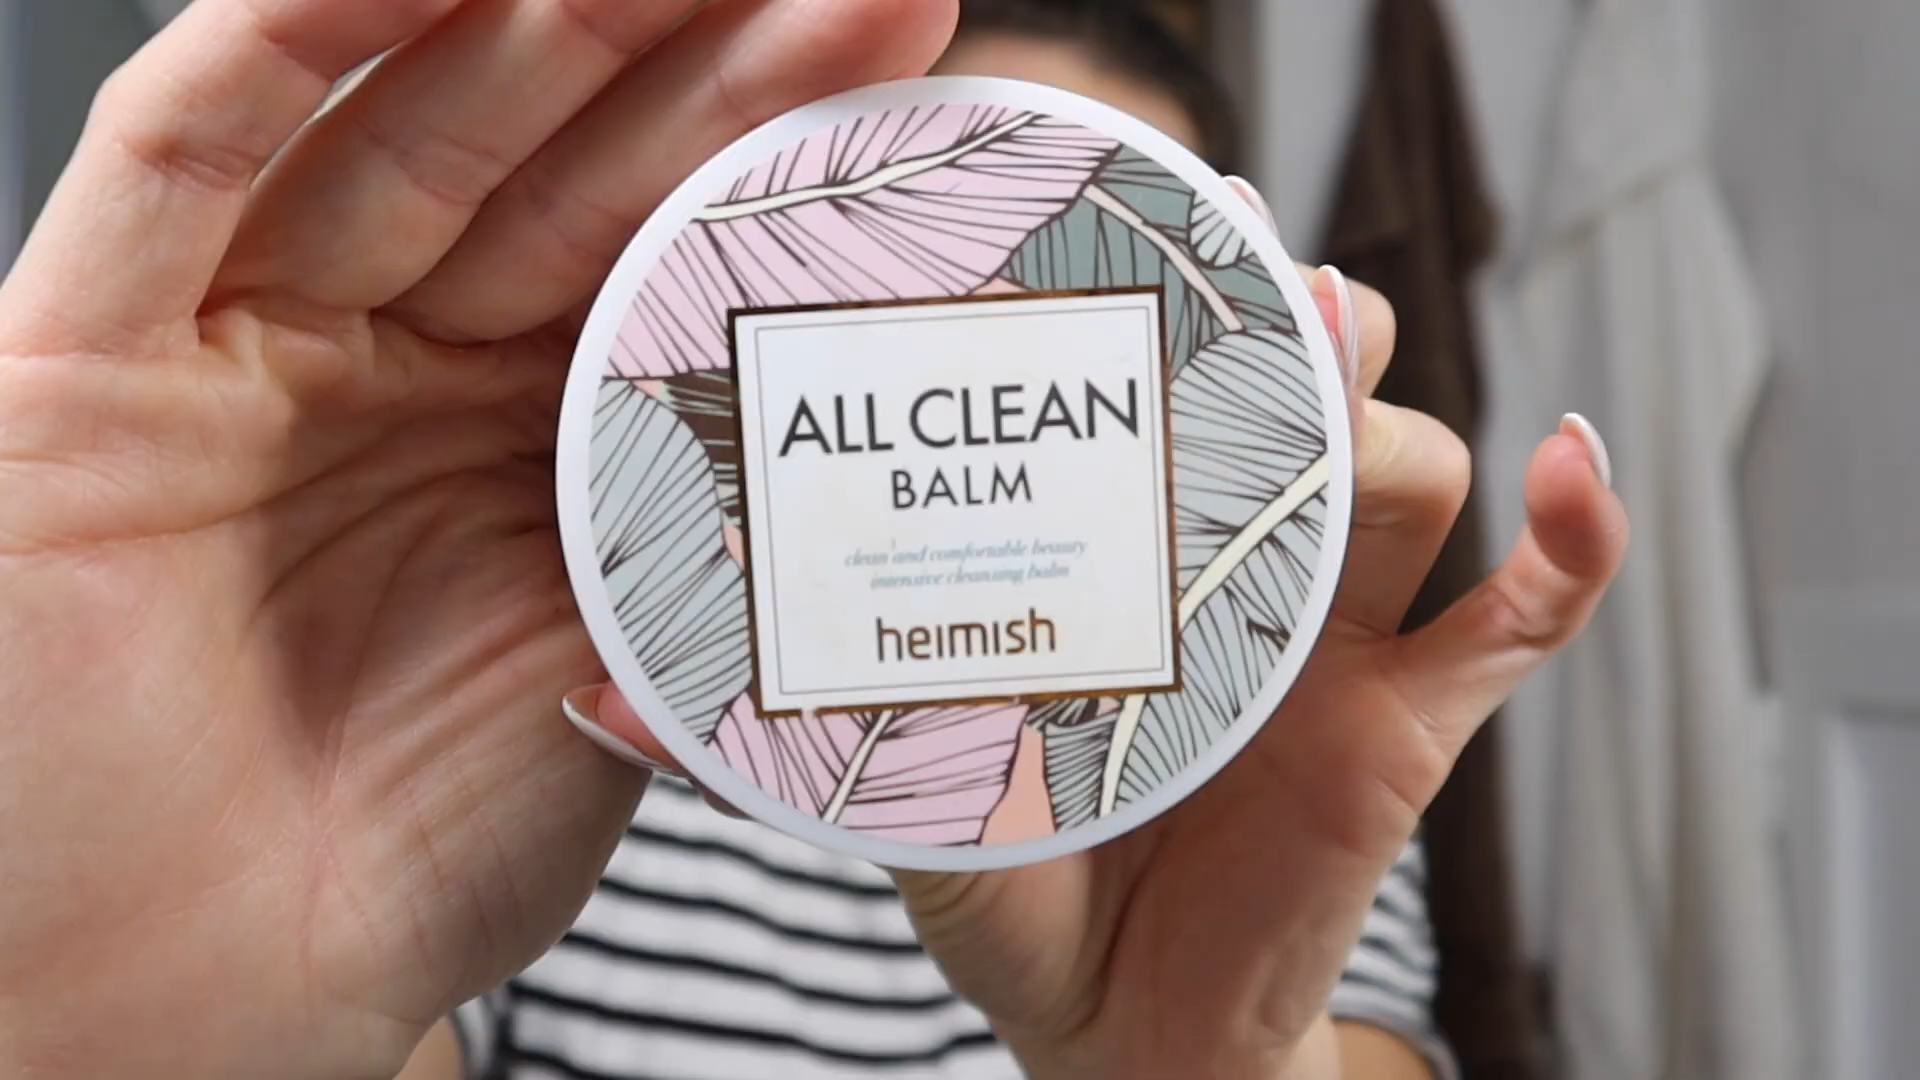 ALL CLEAN
BALM
clean and comfortable beauty
intensive cleansing balm
heimish